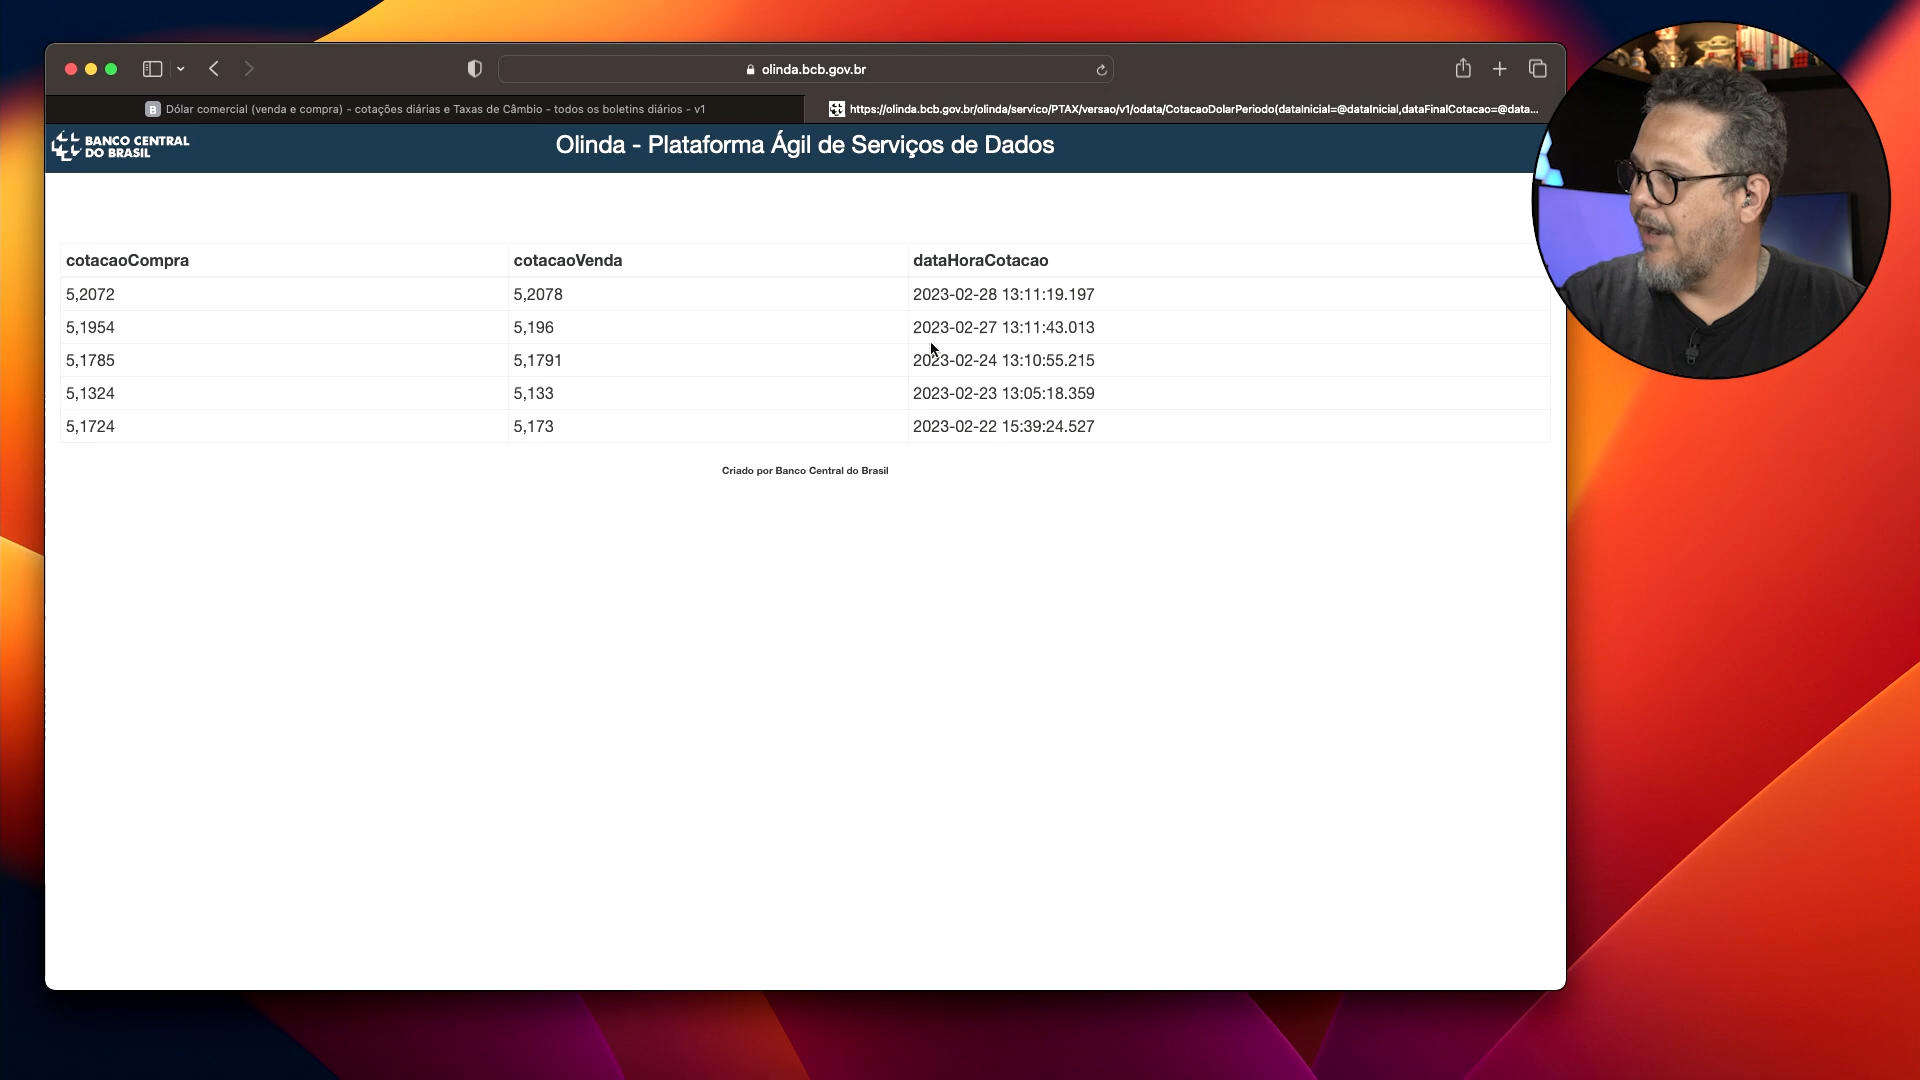 olinda.bcb.gov.br
B Dólar comercial (venda e compra) - cotações diárias e Taxas de Câmbio - todos os boletins diários - v1
https://olinda.bcb.gov.br/olinda/servico/PTAX/versao/v1/odata/CotacaoDolarPeriodo(dataInicial=@dataInicial,dataFinalCotacao=@data...
BANCO CENTRAL
DO BRASIL
Olinda - Plataforma Ágil de Serviços de Dados
cotacaoCompra cotacaoVenda dataHoraCotacao
5,2072 5,2078 2023-02-28 13:11:19.197
5,1954 5,196 2023-02-27 13:11:43.013
5,1785 5,1791 2023-02-24 13:10:55.215
5,1324 5,133 2023-02-23 13:05:18.359
5,1724 5,173 2023-02-22 15:39:24.527
Criado por Banco Central do Brasil